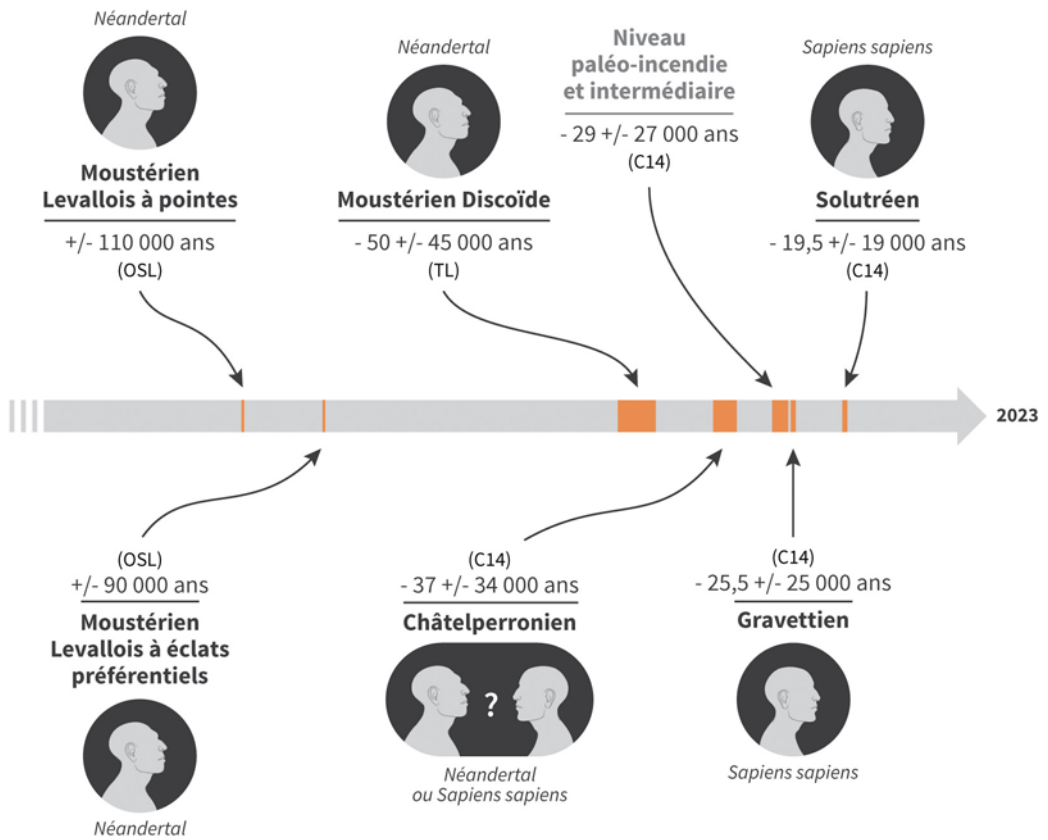 Néandertal
Moustérien
Levallois à pointes
+/- 110 000 ans
(OSL)
Néandertal
Moustérien Discoïde
- 50 +/- 45 000 ans
(TL)
Niveau
paléo-incendie
et intermédiaire
- 29 +/- 27 000 ans
(C14)
Sapiens sapiens
Solutréen
- 19,5 +/- 19 000 ans
(C14)
2023
(OSL)
+/- 90 000 ans
Moustérien
Levallois à éclats
préférentiels
Néandertal
(C14)
- 37 +/- 34 000 ans
Châtelperronien
?
Néandertal
ou Sapiens sapiens
(C14)
- 25,5 +/- 25 000 ans
Gravettien
Sapiens sapiens